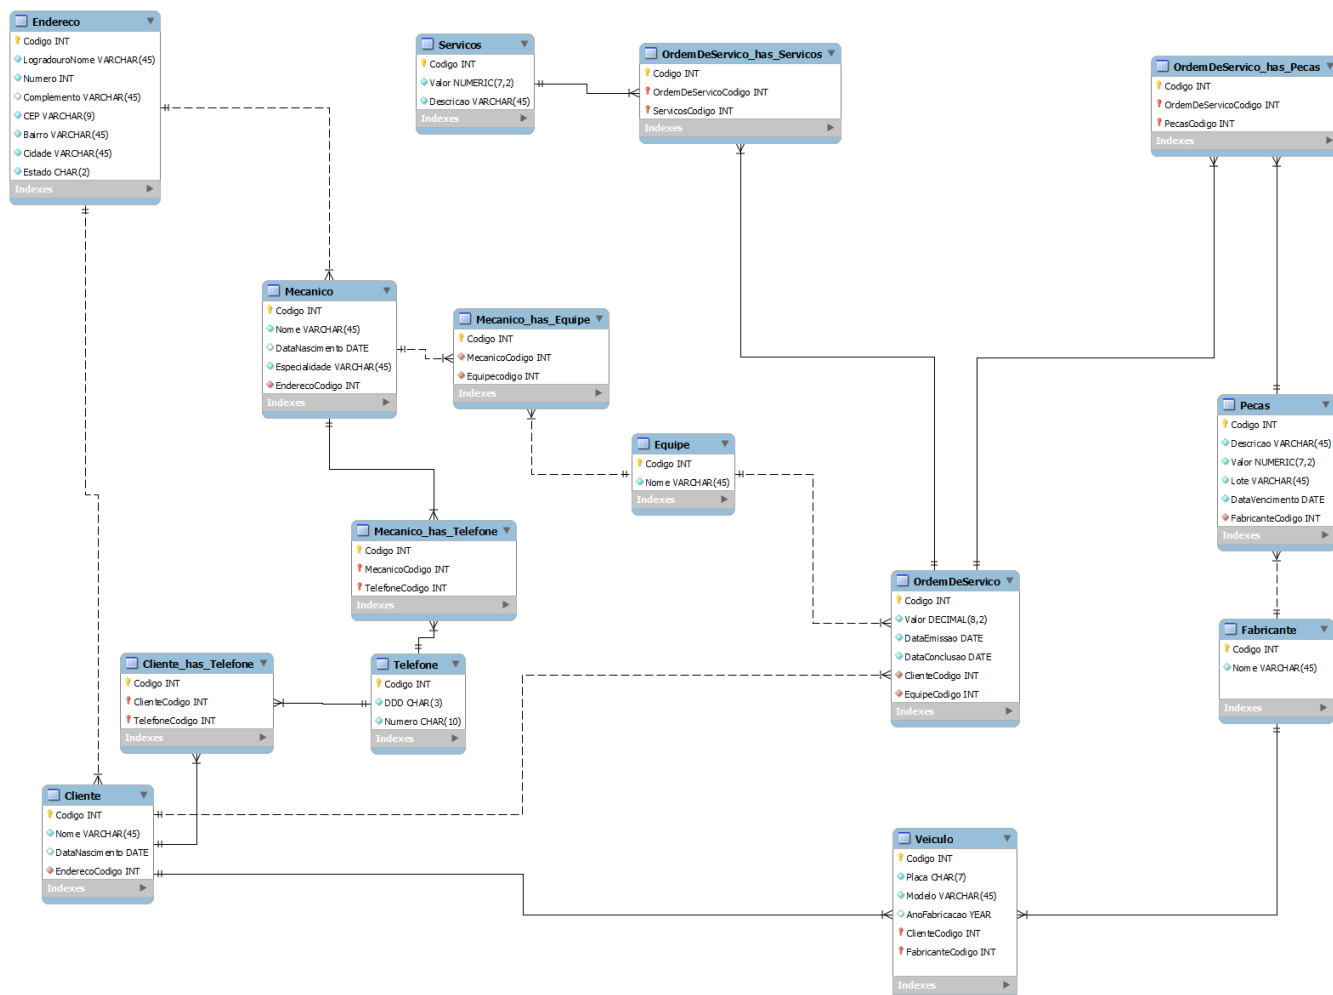 Endereco
Codigo INT
LogradouroNome VARCHAR(45)
Numero INT
Complemento VARCHAR(45)
CEP VARCHAR(9)
Bairro VARCHAR(45)
Cidade VARCHAR(45)
Estado CHAR(2)
Indexes
Servicos
Codigo INT
Valor NUMERIC(7,2)
Descricao VARCHAR(45)
Indexes
OrdemDeServico_has_Servicos
Codigo INT
OrdemDeServicoCodigo INT
ServicosCodigo INT
Indexes
OrdemDeServico_has_Pecas
Codigo INT
OrdemDeServicoCodigo INT
PecasCodigo INT
Indexes
Mecanico
Codigo INT
Nome VARCHAR(45)
DataNascimento DATE
Especialidade VARCHAR(45)
EnderecoCodigo INT
Indexes
Mecanico_has_Equipe
Codigo INT
MecanicoCodigo INT
Equipecodigo INT
Indexes
Equipe
Codigo INT
Nome VARCHAR(45)
Indexes
Pecas
Codigo INT
Descricao VARCHAR(45)
Valor NUMERIC(7,2)
Lote VARCHAR(45)
DataVencimento DATE
FabricanteCodigo INT
Indexes
Mecanico_has_Telefone
Codigo INT
MecanicoCodigo INT
TelefoneCodigo INT
Indexes
OrdemDeServico
Codigo INT
Valor DECIMAL(8,2)
DataEmissao DATE
DataConclusao DATE
ClienteCodigo INT
EquipeCodigo INT
Indexes
Fabricante
Codigo INT
Nome VARCHAR(45)
Indexes
Cliente_has_Telefone
Codigo INT
ClienteCodigo INT
TelefoneCodigo INT
Indexes
Telefone
Codigo INT
DDD CHAR(3)
Numero CHAR(10)
Indexes
Cliente
Codigo INT
Nome VARCHAR(45)
DataNascimento DATE
EnderecoCodigo INT
Indexes
Veiculo
Codigo INT
Placa CHAR(7)
Modelo VARCHAR(45)
AnoFabricacao YEAR
ClienteCodigo INT
FabricanteCodigo INT
Indexes